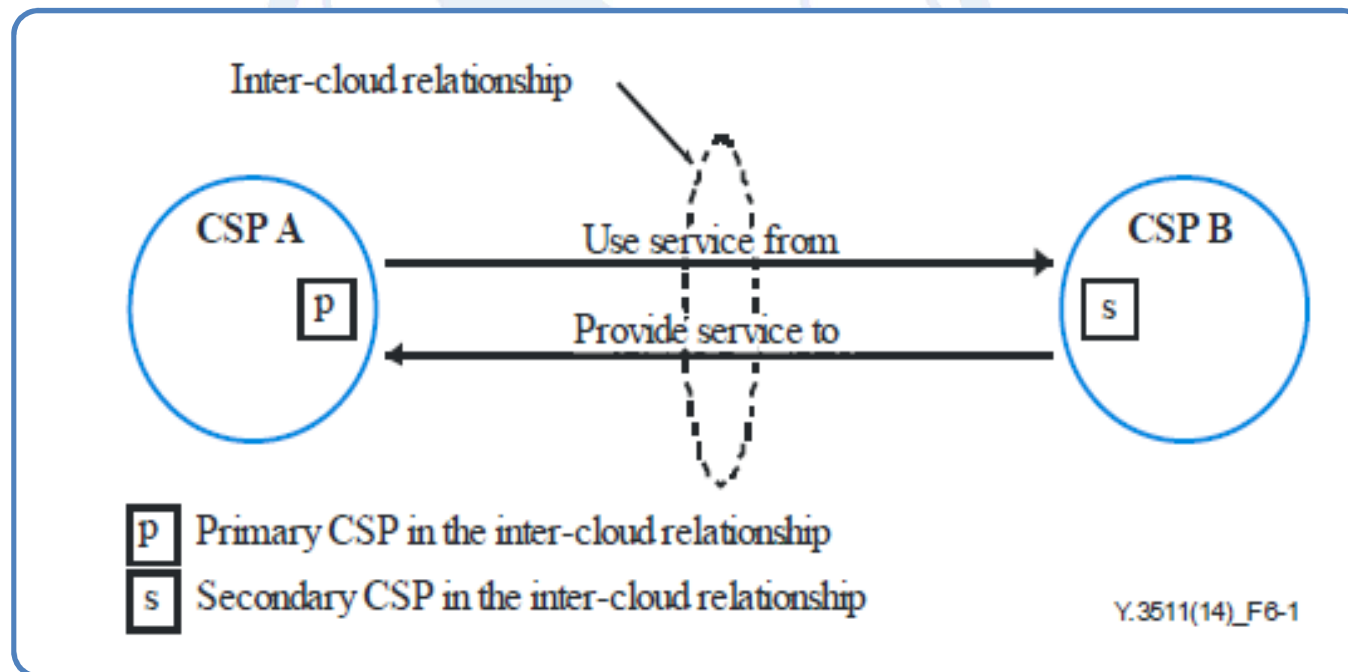 Inter-cloud relationship
CSP A
CSP B
Use service from
p
s
Provide service to
p Primary CSP in the inter-cloud relationship
s Secondary CSP in the inter-cloud relationship
Y.3511(14)_F6-1